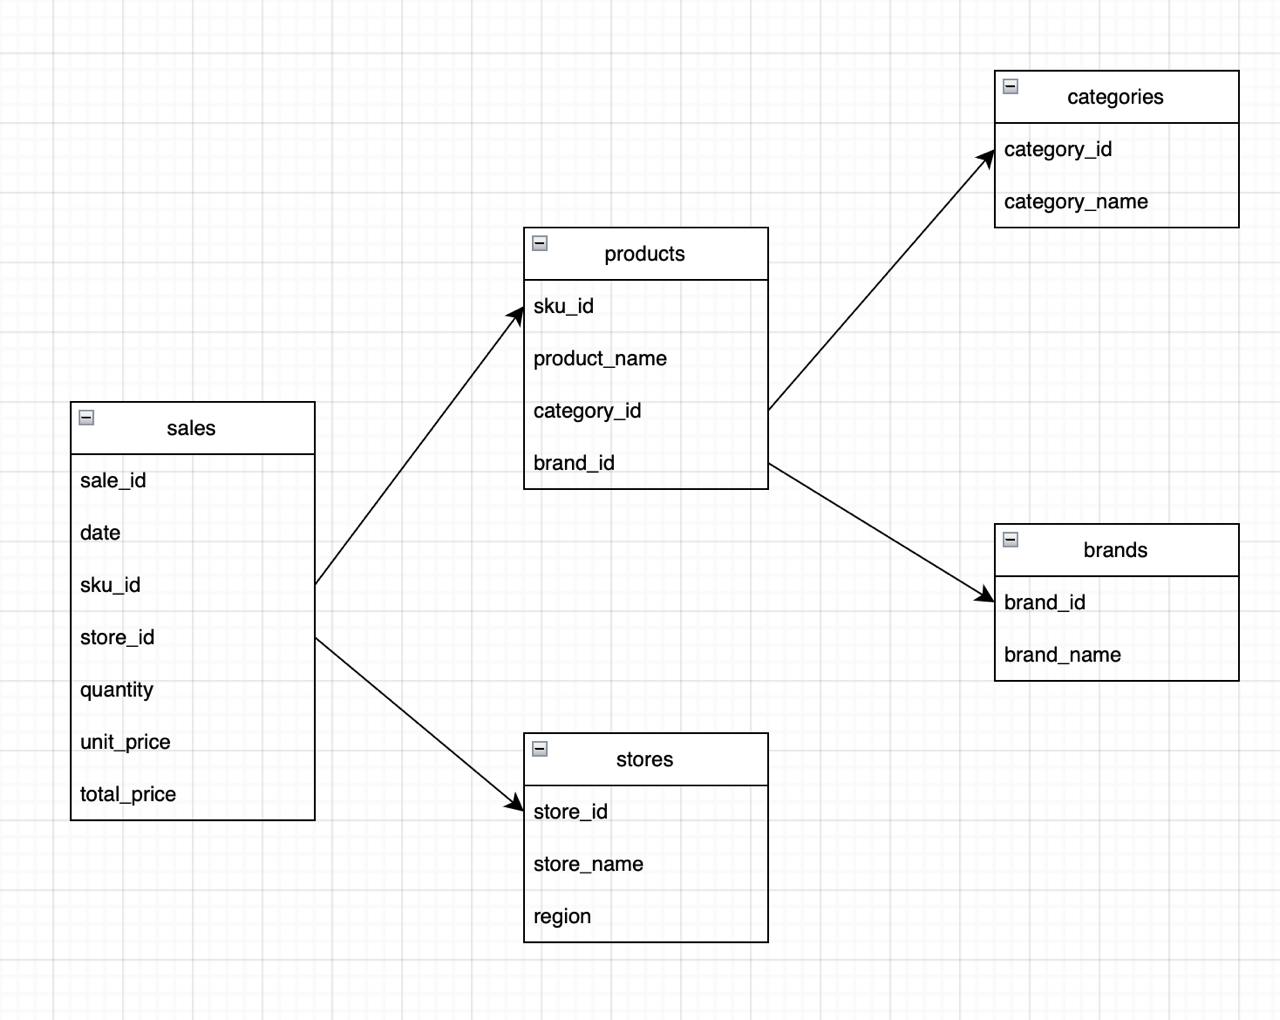 categories
category_id
category_name
products
sku_id
product_name
category_id
brand_id
sales
sale_id
date
sku_id
store_id
quantity
unit_price
total_price
brands
brand_id
brand_name
stores
store_id
store_name
region